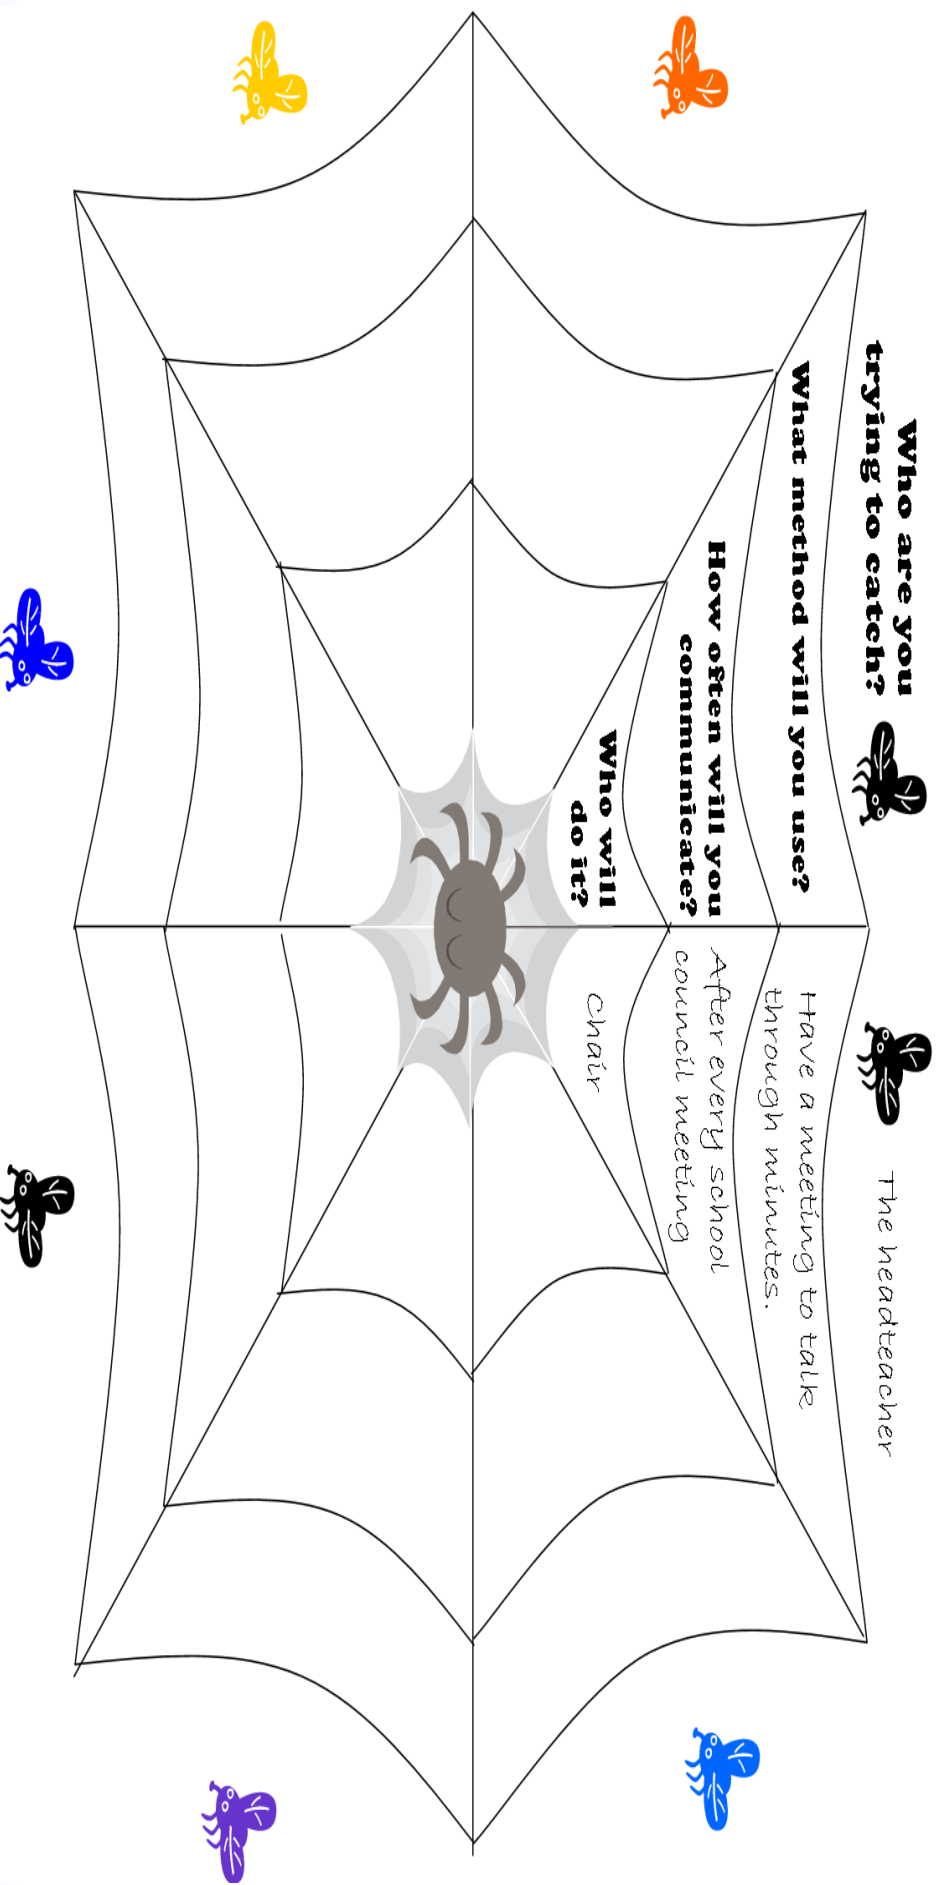 Who are you
trying to catch?
What method will you use?
How often will you
communicate?
Who will
do it?
The headteacher
Have a meeting to talk
through minutes.
After every school
council meeting
Chair